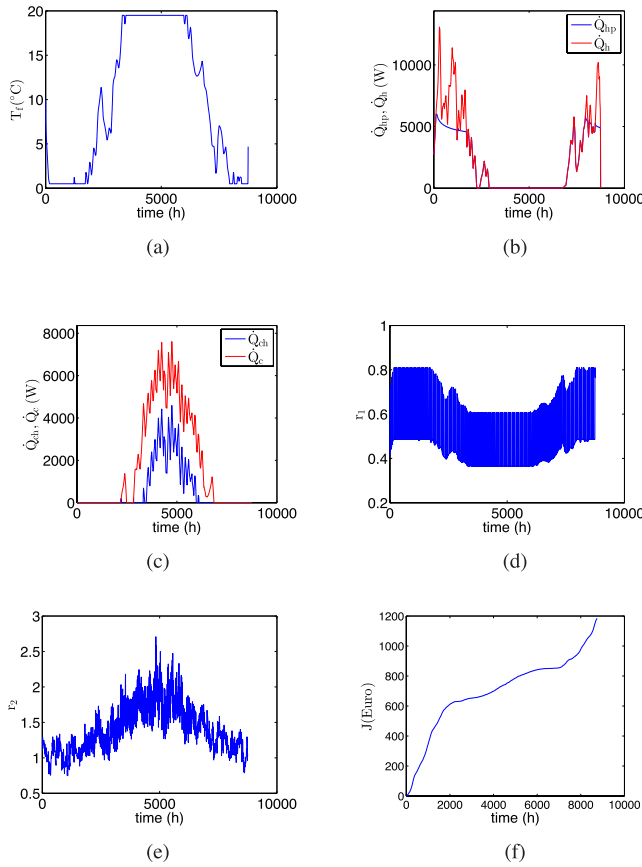 20
15
10
5
0
0
5000
10000
T_f(°C)
time (h)
(a)
10000
5000
0
0
5000
10000
Q̇_hp, Q̇_h (W)
time (h)
Q̇_hp
Q̇_h
(b)
8000
6000
4000
2000
0
0
5000
10000
Q̇_ch, Q̇_c (W)
time (h)
Q̇_ch
Q̇_c
(c)
1
0.8
0.6
0.4
0.2
0
5000
10000
r_1
time (h)
(d)
3
2.5
2
1.5
1
0.5
0
5000
10000
r_2
time (h)
(e)
1200
1000
800
600
400
200
0
0
2000
4000
6000
8000
10000
J(Euro)
time (h)
(f)